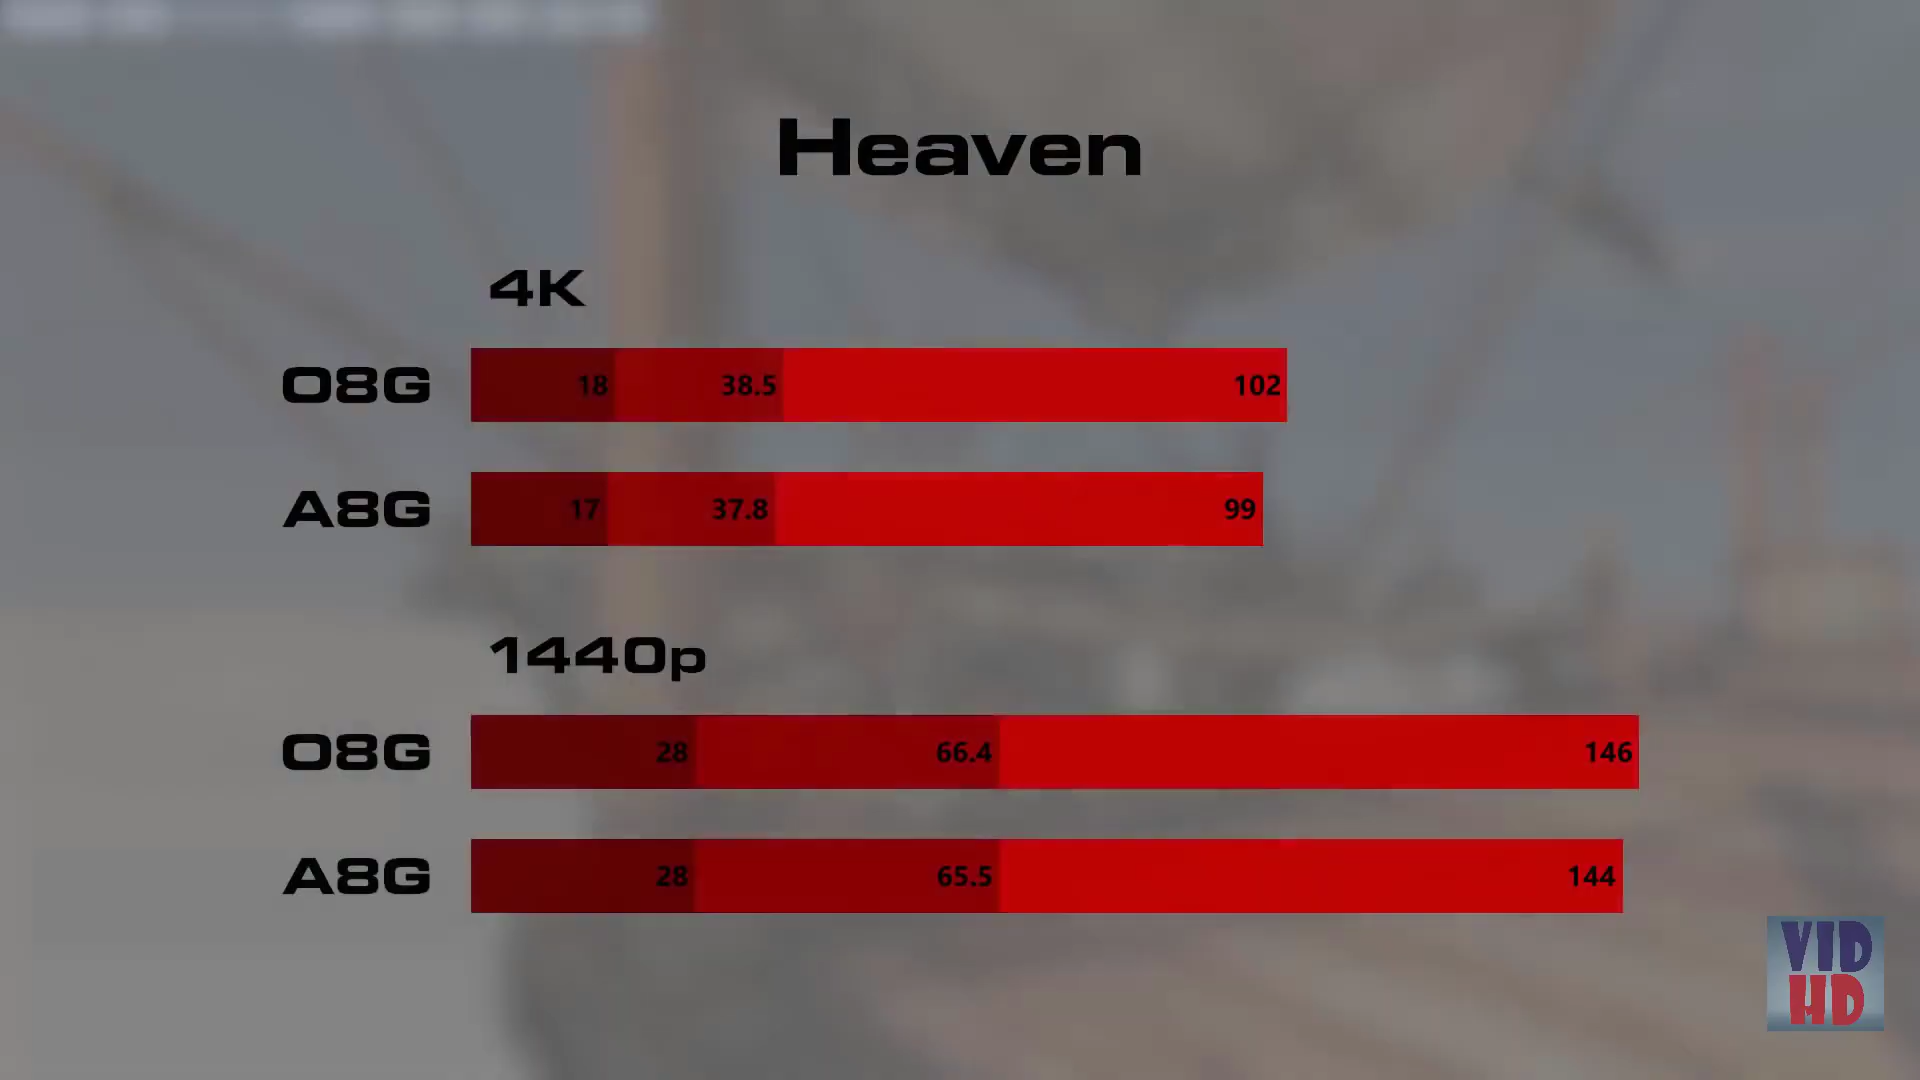 Heaven
4K
O8G 18 38.5 102
A8G 17 37.8 99
1440p
O8G 28 66.4 146
A8G 28 65.5 144
VID
HD